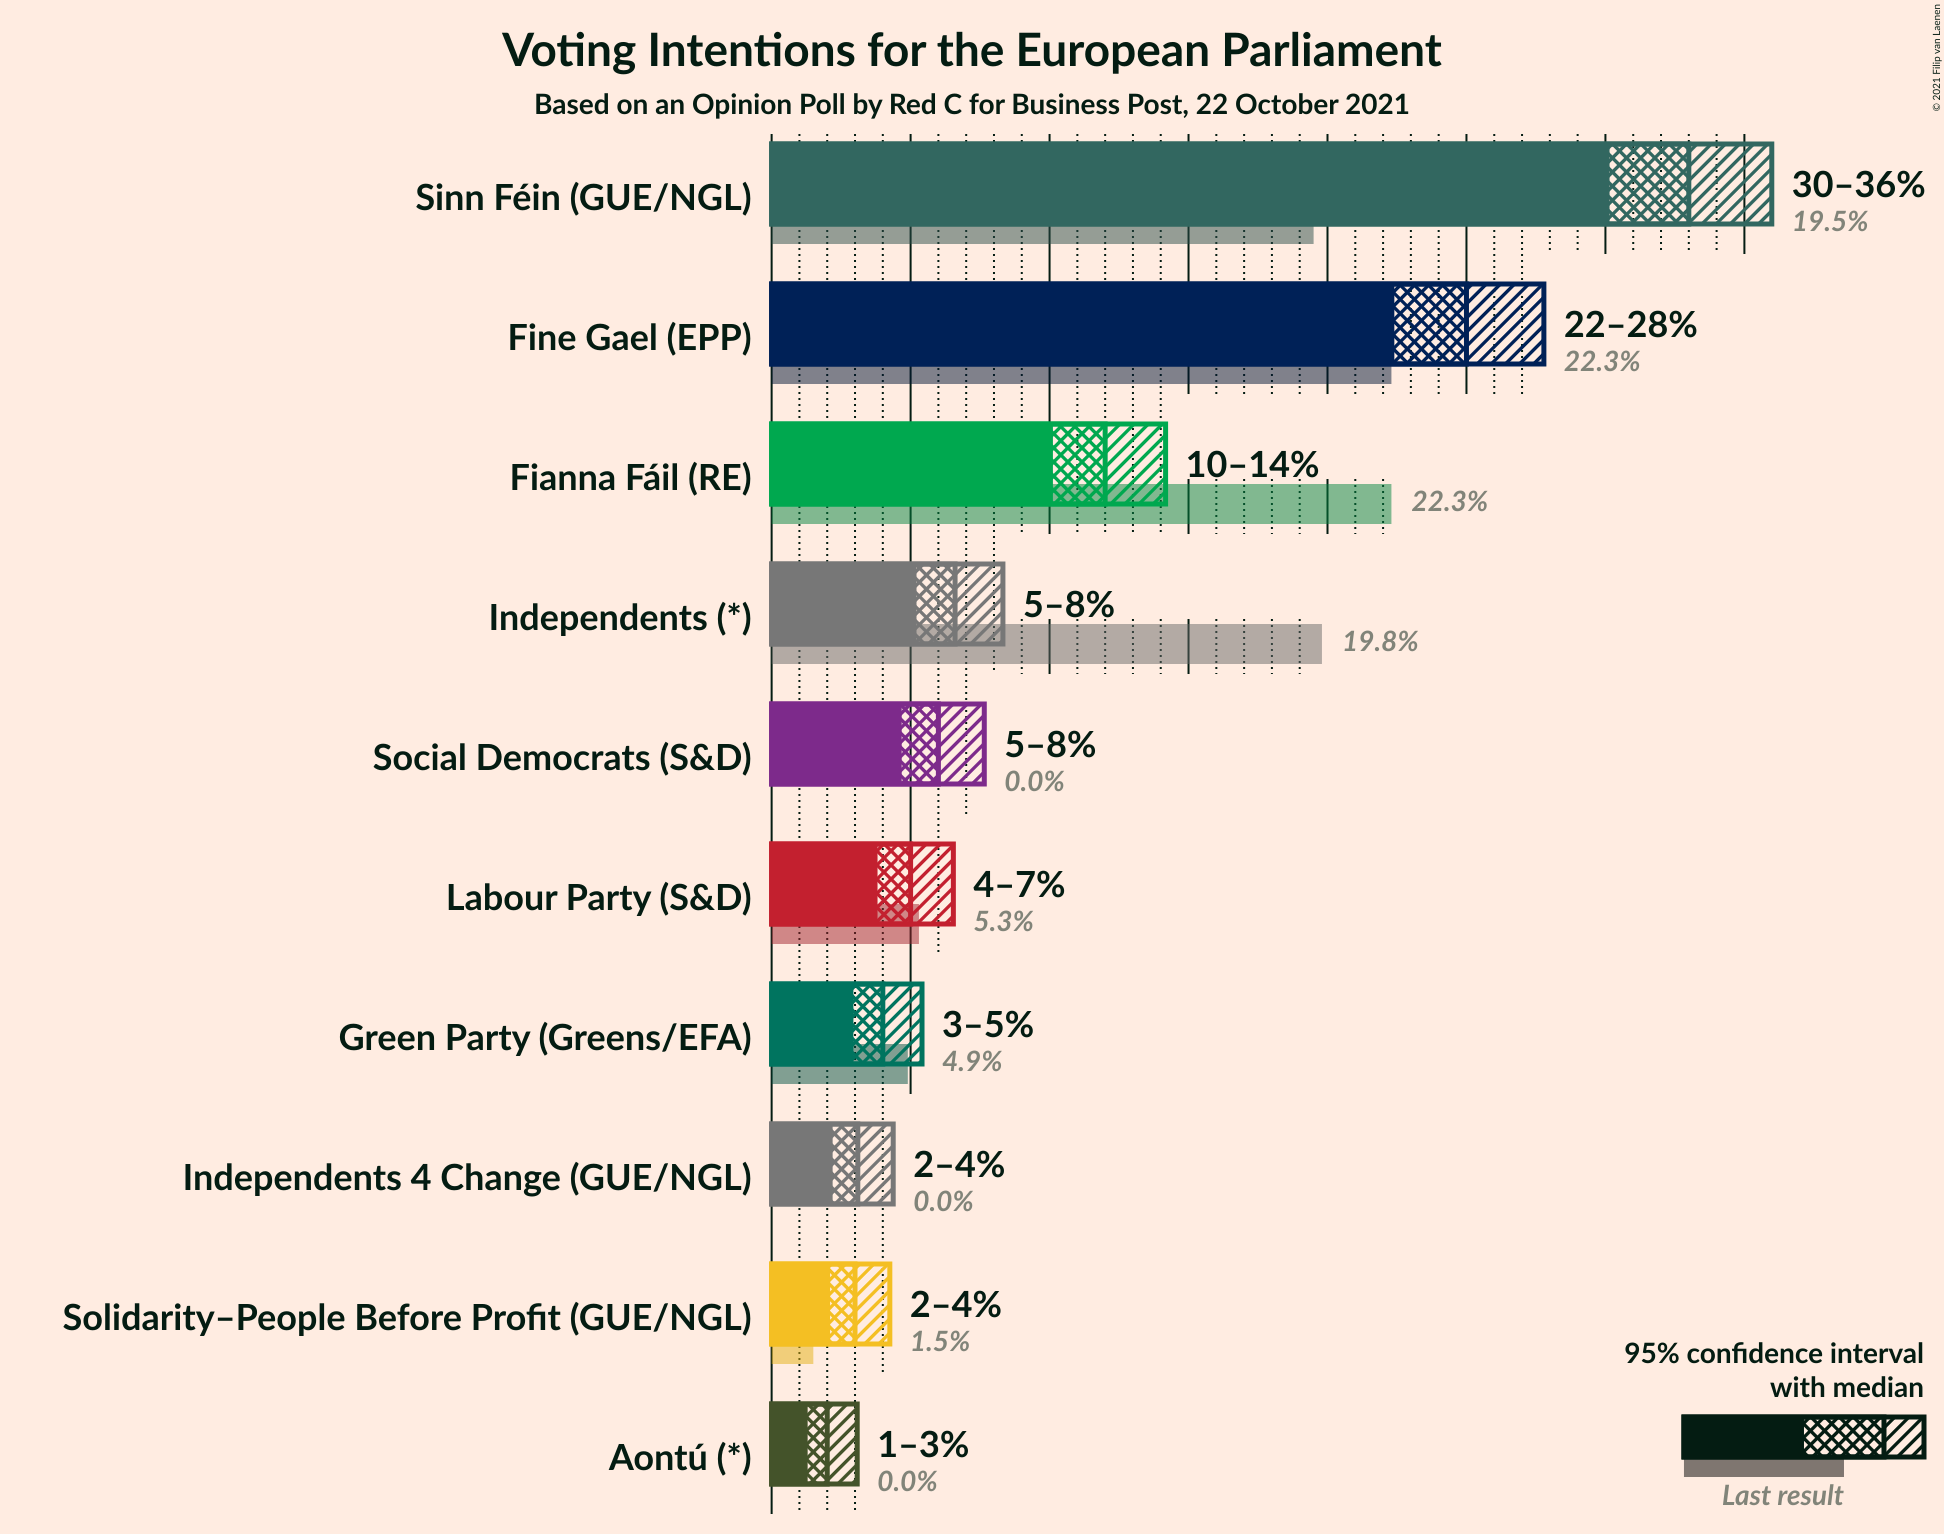 Voting Intentions for the European Parliament
Based on an Opinion Poll by Red C for Business Post, 22 October 2021
© 2021 Filip van Laenen
Sinn Féin (GUE/NGL)
30–36%
19.5%
Fine Gael (EPP)
22–28%
22.3%
Fianna Fáil (RE)
10–14%
22.3%
Independents (*)
5–8%
19.8%
Social Democrats (S&D)
5–8%
0.0%
Labour Party (S&D)
4–7%
5.3%
Green Party (Greens/EFA)
3–5%
4.9%
Independents 4 Change (GUE/NGL)
2–4%
0.0%
Solidarity–People Before Profit (GUE/NGL)
2–4%
1.5%
Aontú (*)
1–3%
0.0%
95% confidence interval
with median
Last result